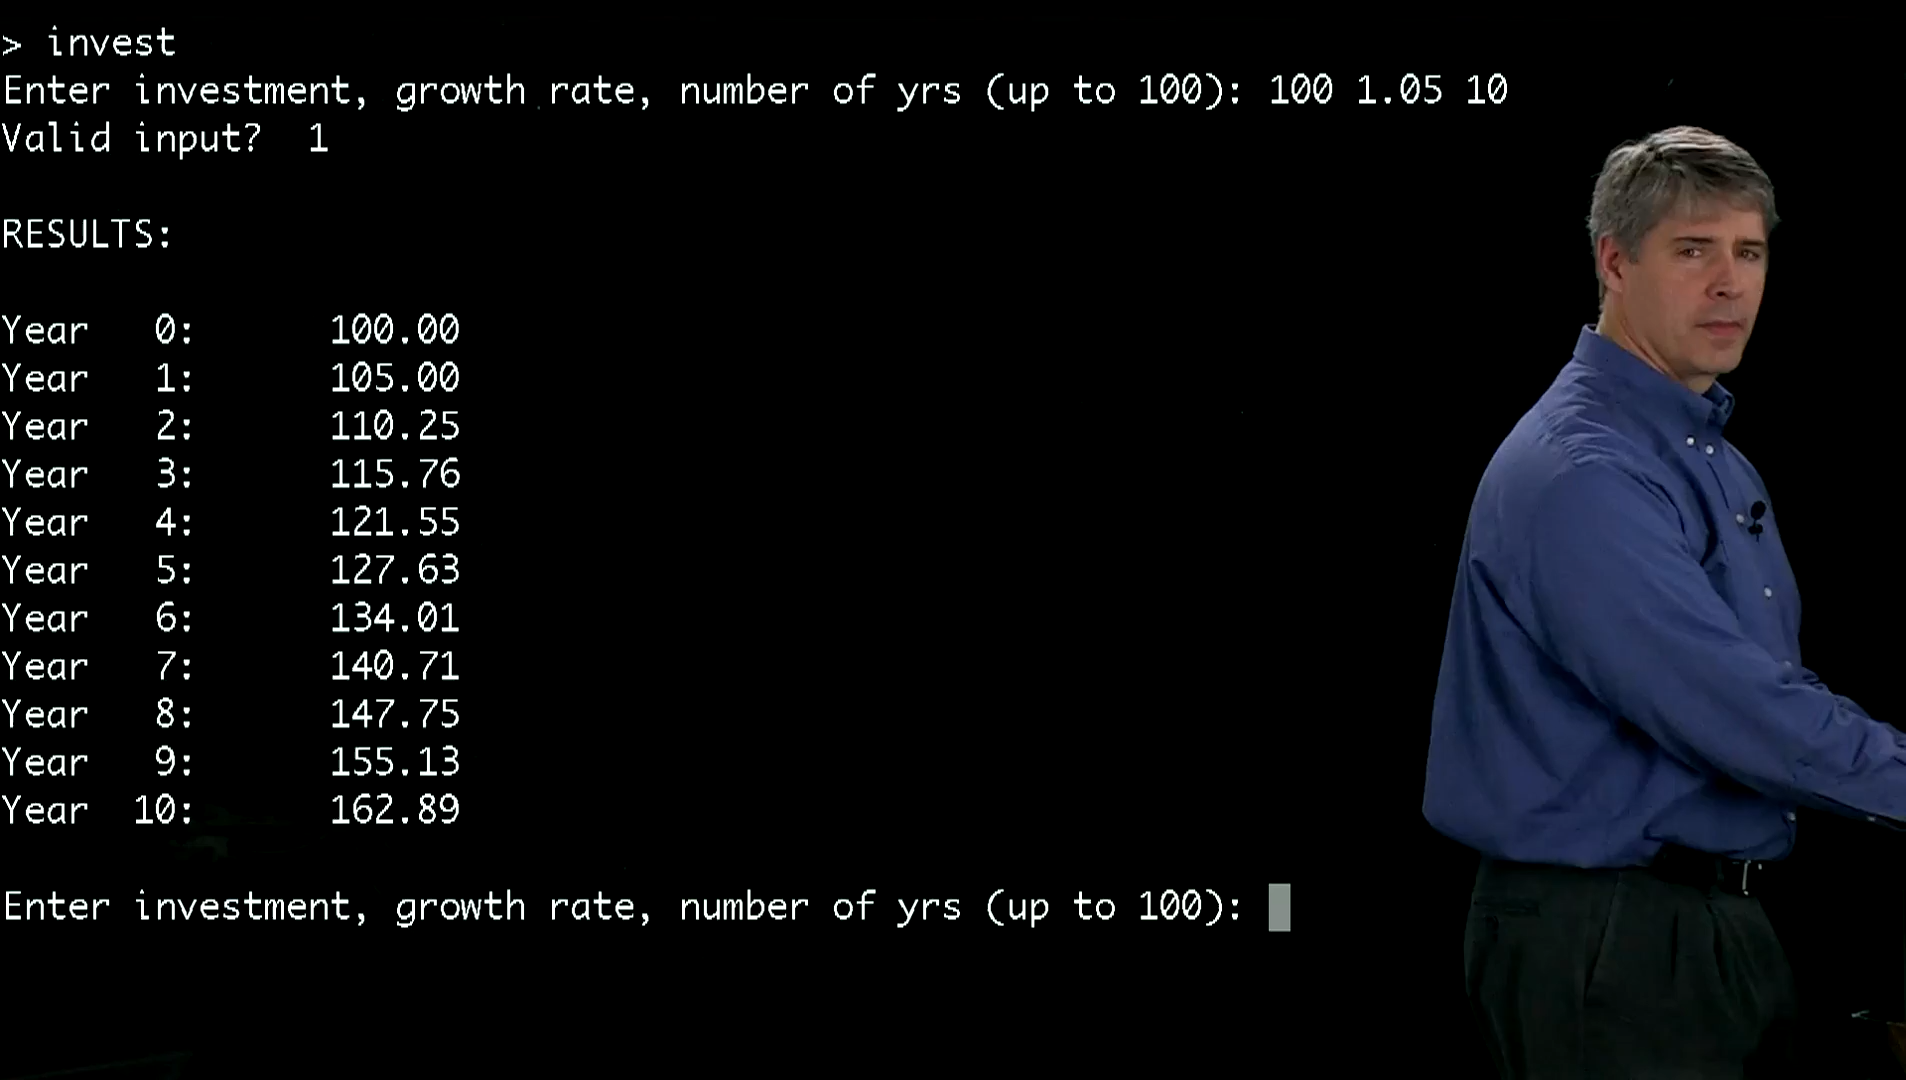 > invest
Enter investment, growth rate, number of yrs (up to 100): 100 1.05 10
Valid input?  1
RESULTS:
Year   0:       100.00
Year   1:       105.00
Year   2:       110.25
Year   3:       115.76
Year   4:       121.55
Year   5:       127.63
Year   6:       134.01
Year   7:       140.71
Year   8:       147.75
Year   9:       155.13
Year  10:       162.89
Enter investment, growth rate, number of yrs (up to 100):